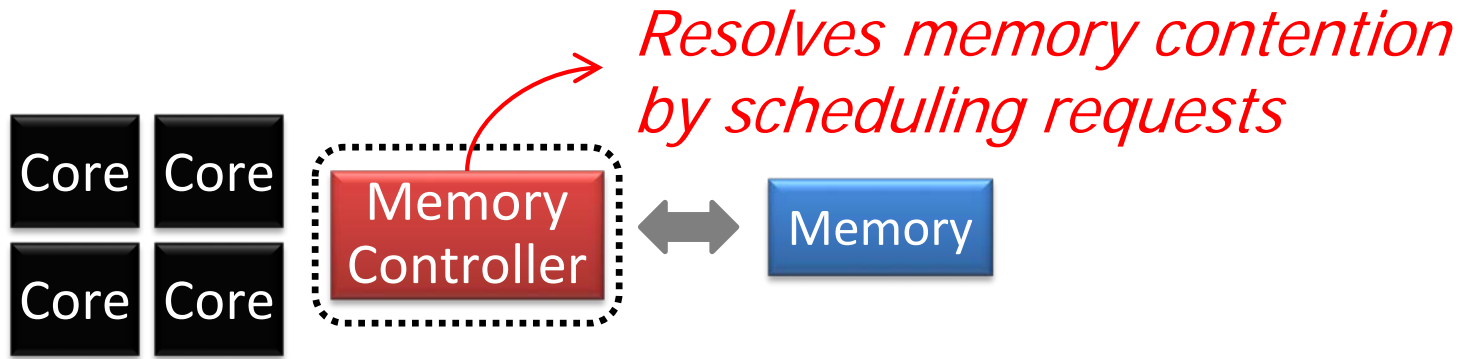 Resolves memory contention
by scheduling requests
Core Core
Core Core
Memory
Controller
Memory